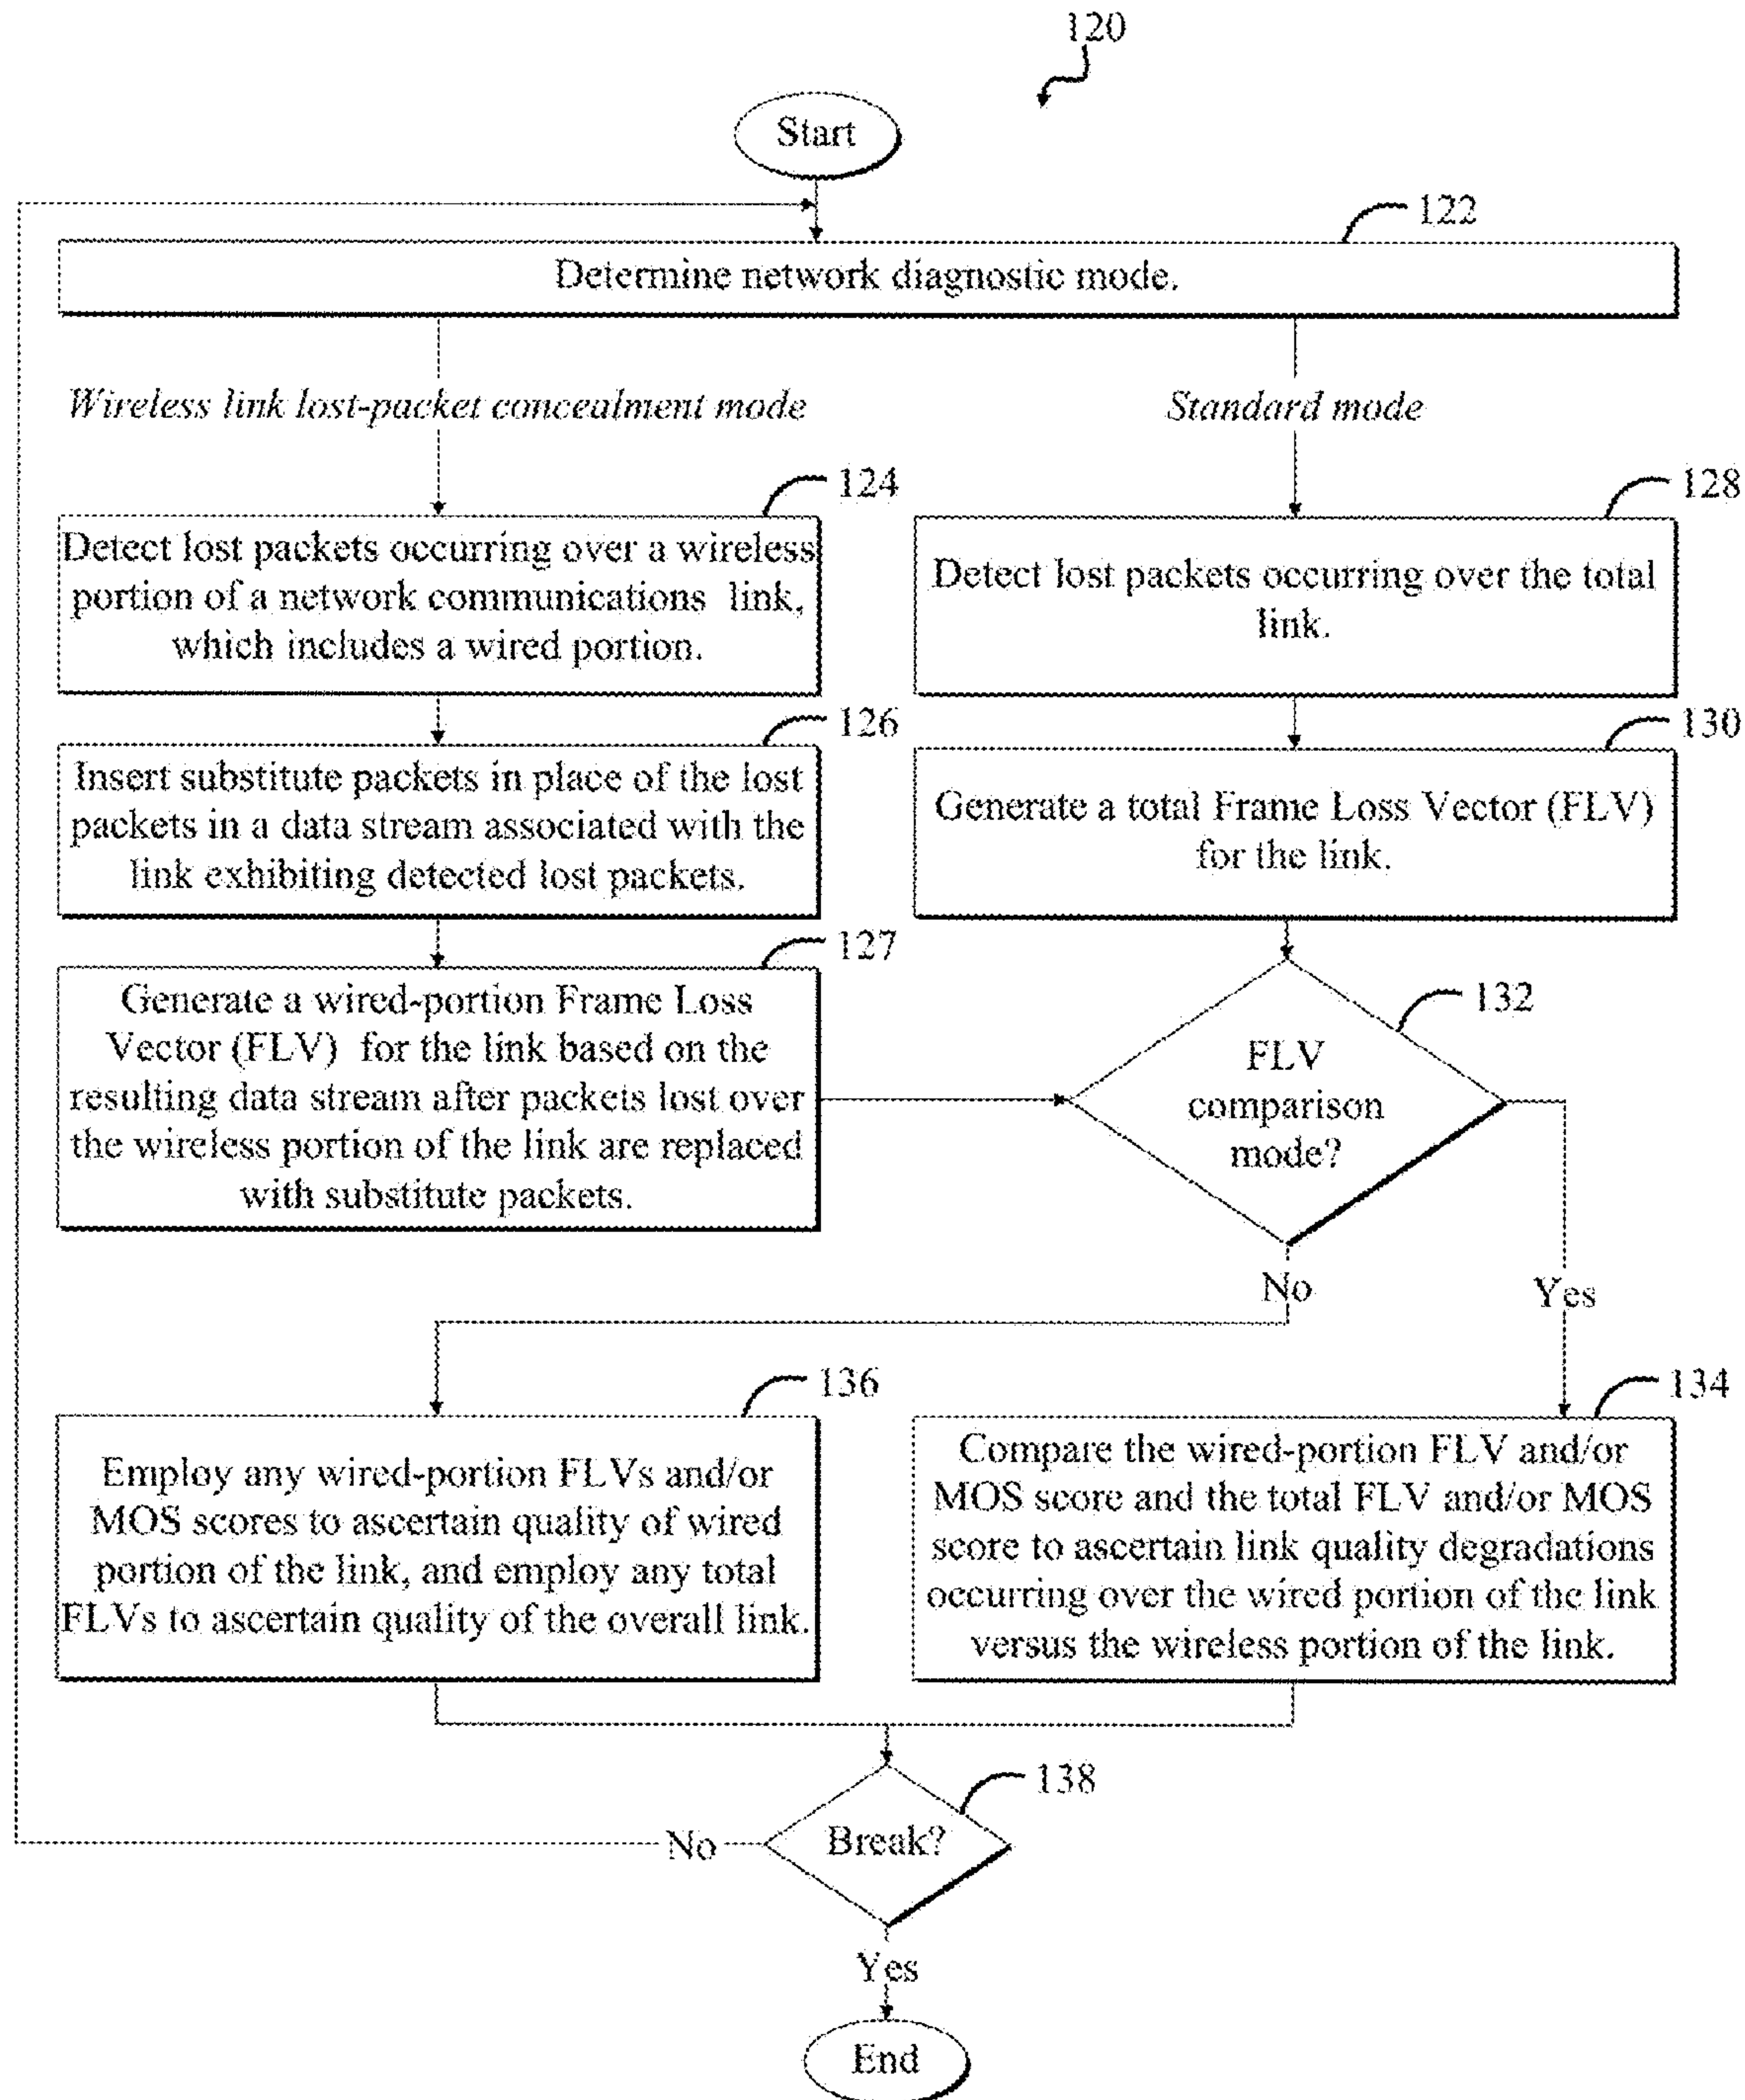 120
Start
122
Determine network diagnostic mode.
Wireless link lost-packet concealment mode
Standard mode
124
Detect lost packets occurring over a wireless
portion of a network communications link,
which includes a wired portion.
128
Detect lost packets occurring over the total
link.
126
Insert substitute packets in place of the lost
packets in a data stream associated with the
link exhibiting detected lost packets.
130
Generate a total Frame Loss Vector (FLV)
for the link.
127
Generate a wired-portion Frame Loss
Vector (FLV) for the link based on the
resulting data stream after packets lost over
the wireless portion of the link are replaced
with substitute packets.
132
FLV
comparison
mode?
No
Yes
136
Employ any wired-portion FLVs and/or
MOS scores to ascertain quality of wired
portion of the link, and employ any total
FLVs to ascertain quality of the overall link.
134
Compare the wired-portion FLV and/or
MOS score and the total FLV and/or MOS
score to ascertain link quality degradations
occurring over the wired portion of the link
versus the wireless portion of the link.
138
Break?
No
Yes
End